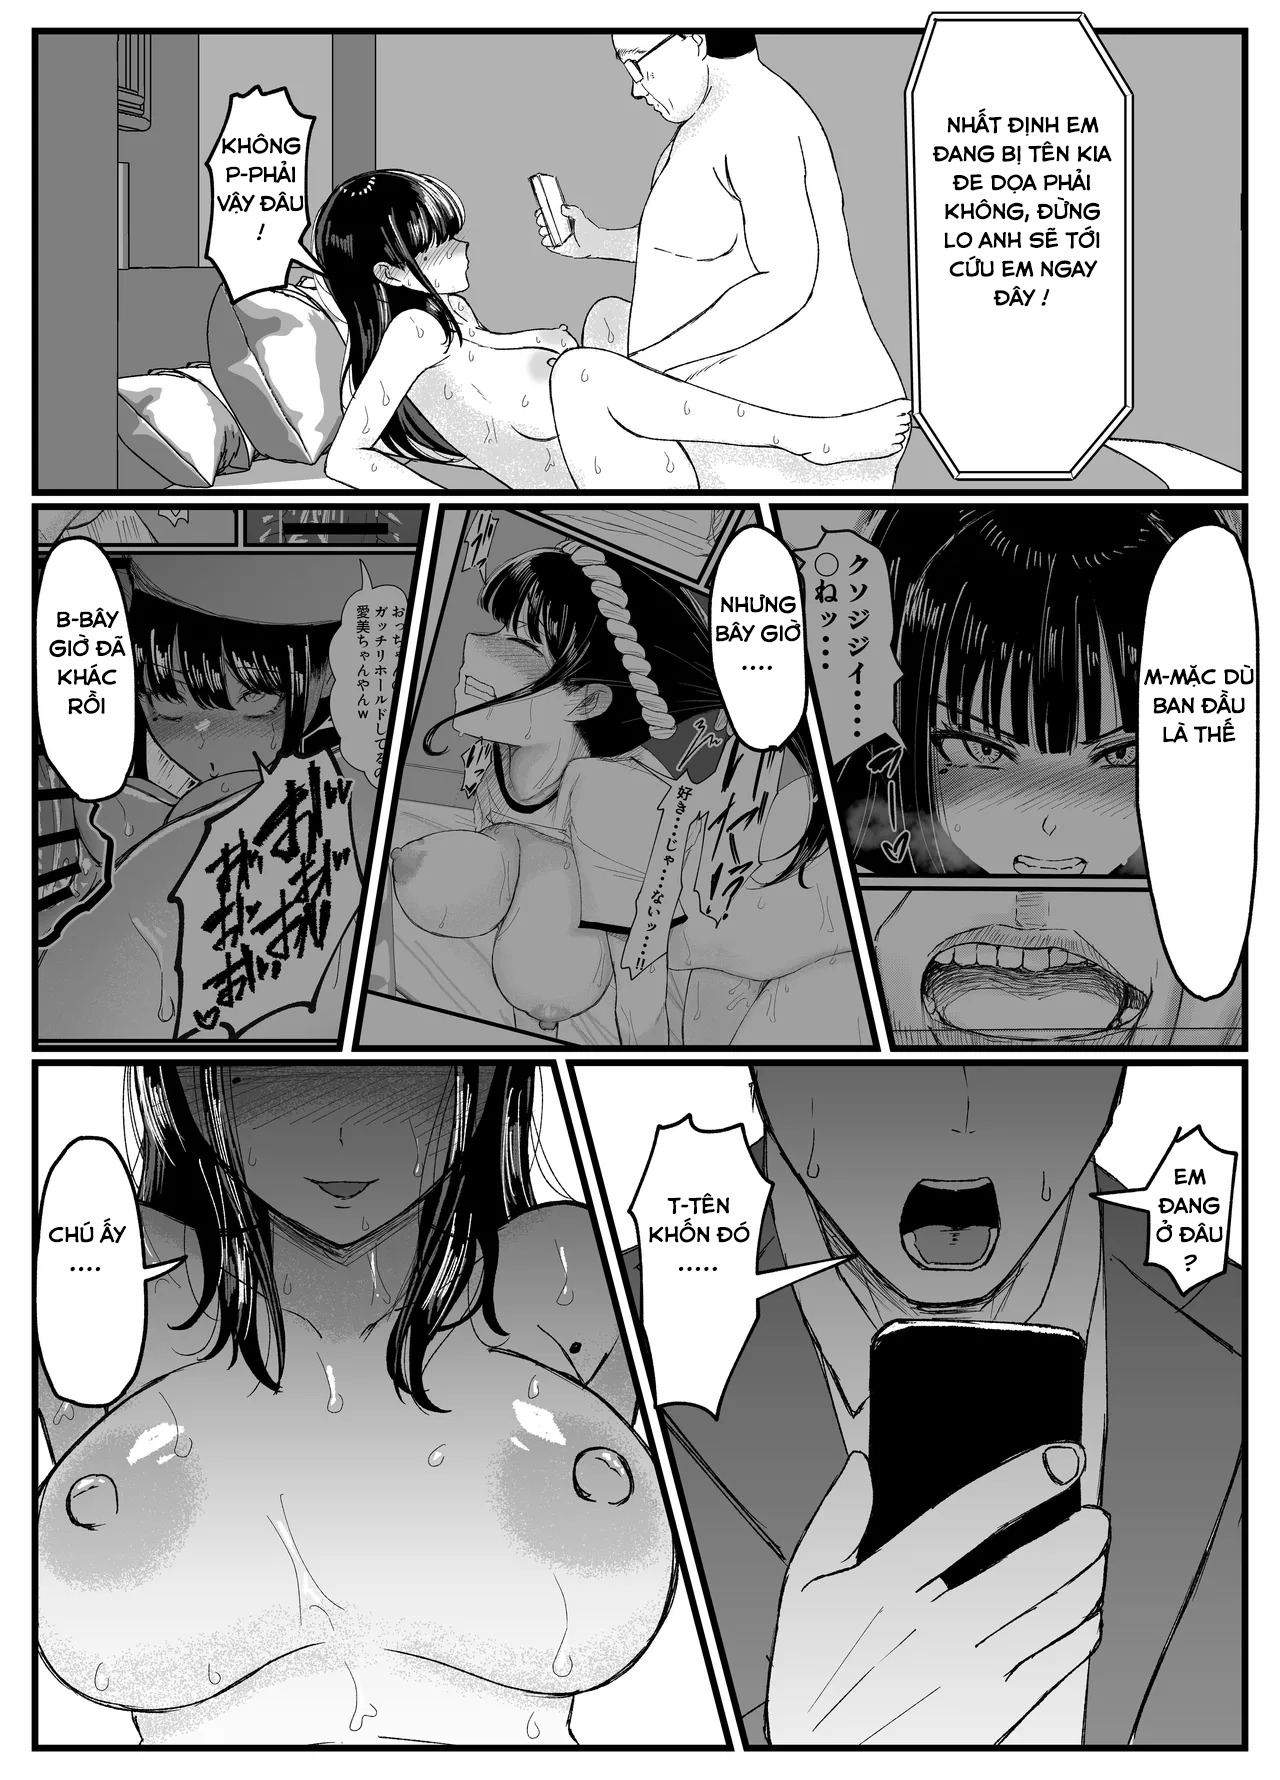 NHẤT ĐỊNH EM
ĐANG BỊ TÊN KIA
ĐE DỌA PHẢI
KHÔNG, ĐỪNG
LO ANH SẼ TỚI
CỨU EM NGAY
ĐÂY !
KHÔNG
P-PHẢI
VẬY ĐÂU
!
M-MẶC DÙ
BAN ĐẦU
LÀ THẾ
クソジジイ・・・・
〇ねッ・・・・
NHƯNG
BÂY GIỜ
....
好き・・・じゃ・・・ないッ・・・!!
B-BÂY
GIỜ ĐÃ
KHÁC
RỒI
ガッチリホールドしてるの
愛美ちゃんやんw
EM
ĐANG
Ở ĐÂU
?
T-TÊN
KHỐN ĐÓ
.....
CHÚ ẤY
....